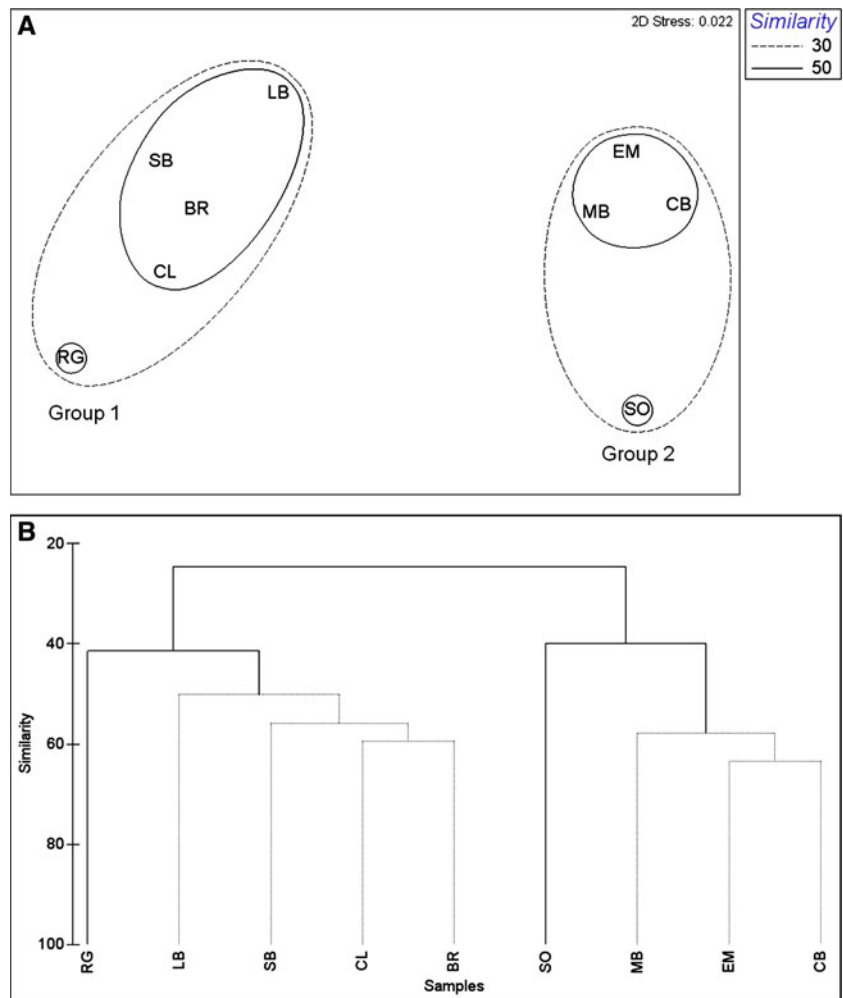 A
2D Stress: 0.022
Similarity
30
50
LB
SB
BR
CL
RG
Group 1
EM
MB
CB
SO
Group 2
B
20
40
60
80
100
Similarity
RG
LB
SB
CL
BR
SO
MB
EM
CB
Samples